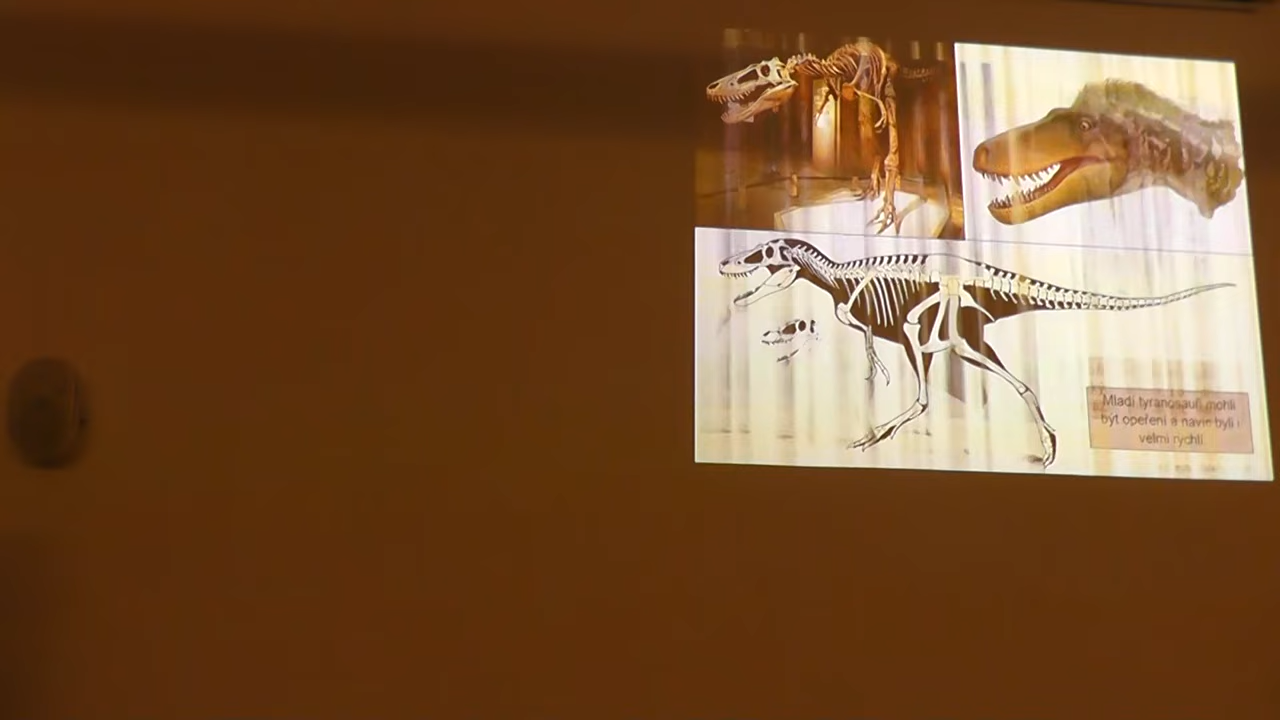 Mladí tyranosauři mohli
být opeření a navíc byli i
velmi rychlí.